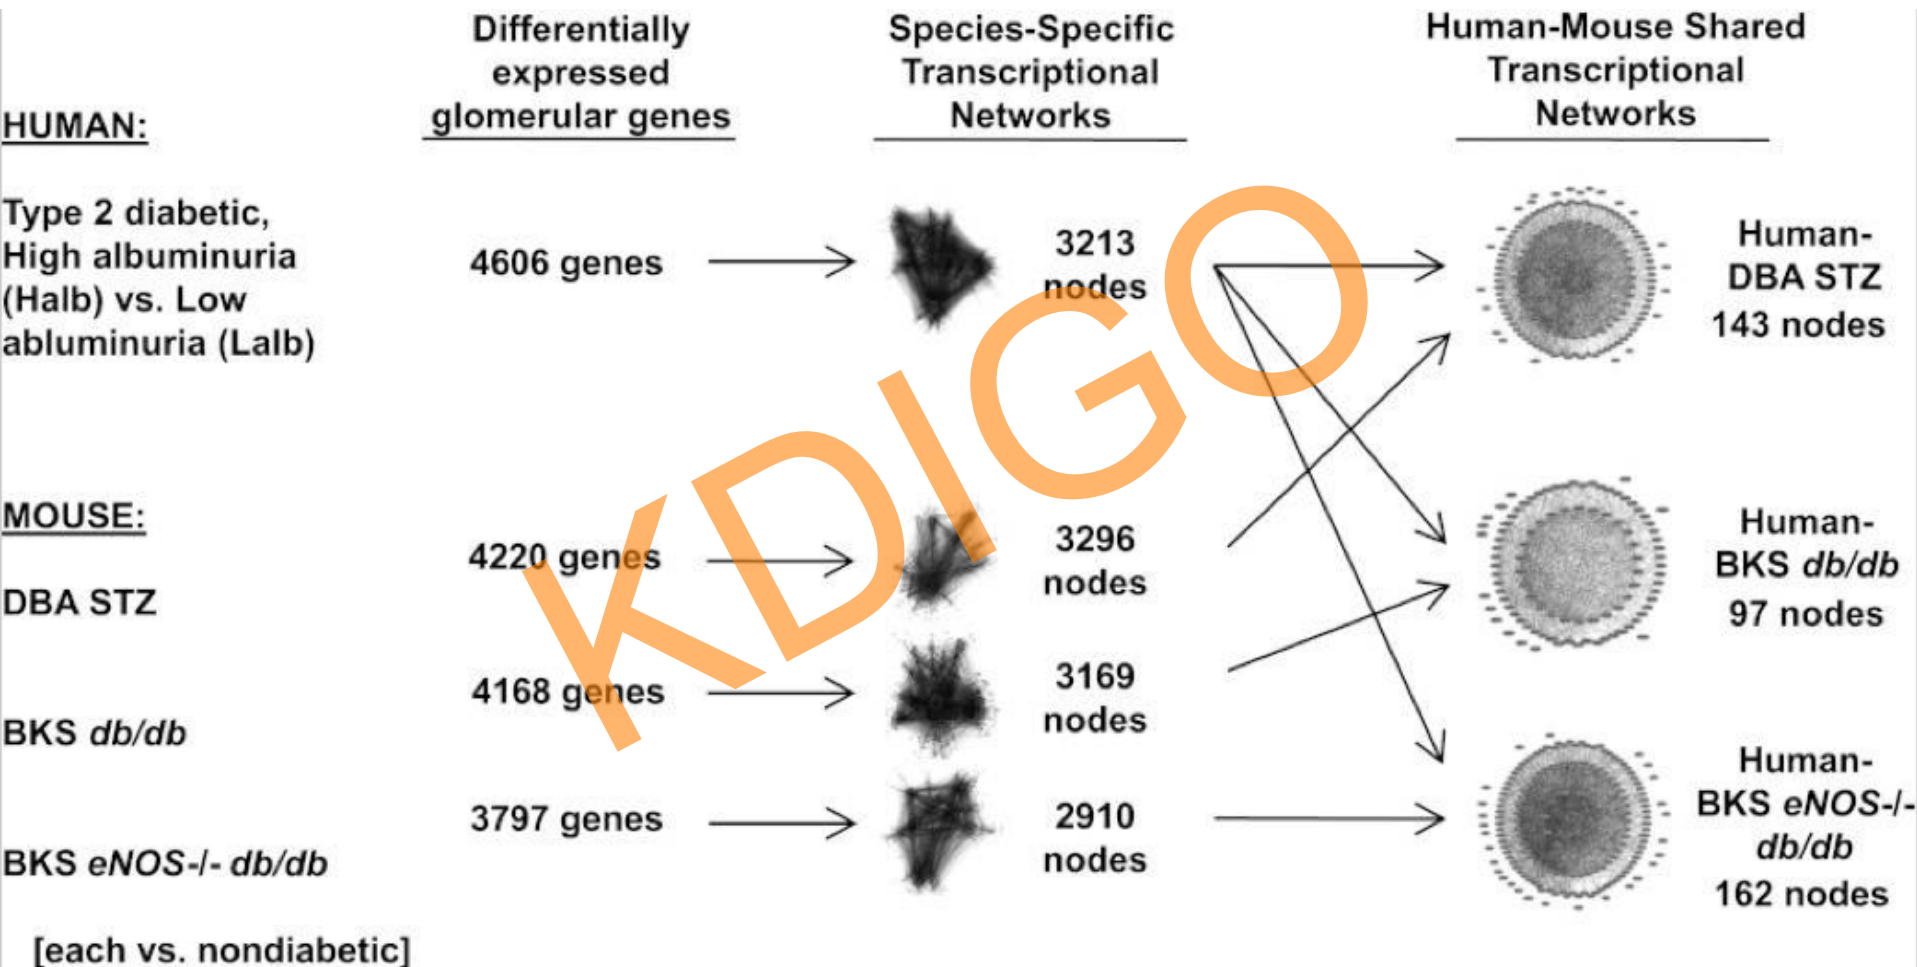 Differentially
expressed
glomerular genes
Species-Specific
Transcriptional
Networks
Human-Mouse Shared
Transcriptional
Networks
HUMAN:
Type 2 diabetic,
High albuminuria
(Halb) vs. Low
abluminuria (Lalb)
4606 genes
3213
nodes
Human-
DBA STZ
143 nodes
MOUSE:
DBA STZ
4220 genes
3296
nodes
Human-
BKS db/db
97 nodes
BKS db/db
4168 genes
3169
nodes
BKS eNOS-/- db/db
3797 genes
2910
nodes
Human-
BKS eNOS-/-
db/db
162 nodes
[each vs. nondiabetic]
KDIGO